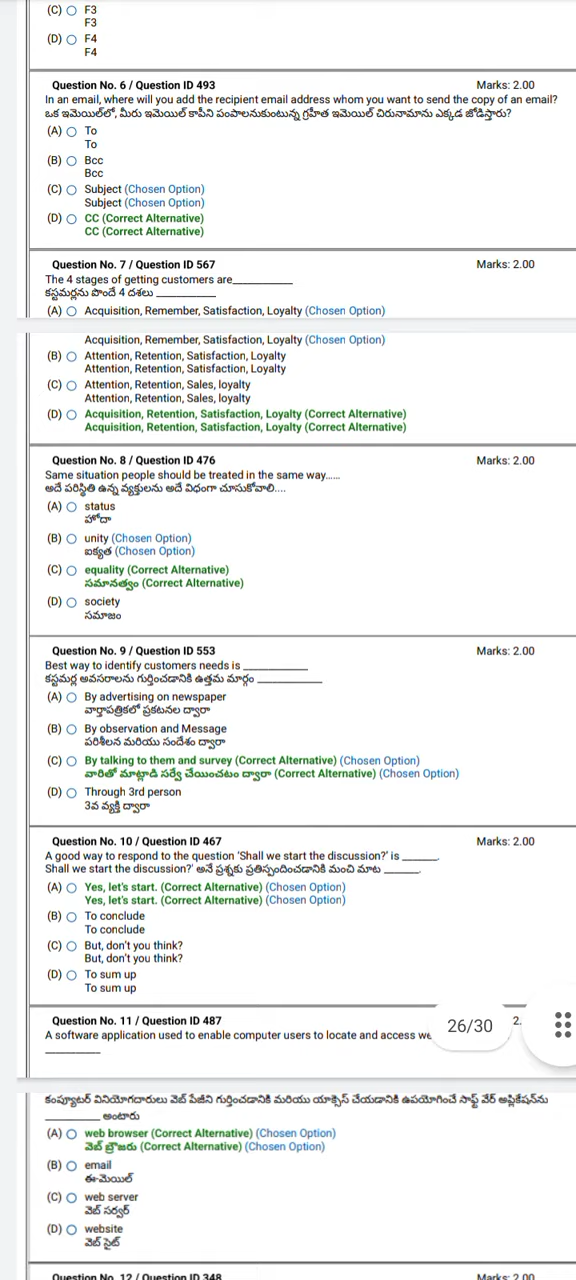 (C) F3
F3
(D) F4
F4
Question No. 6 / Question ID 493 Marks: 2.00
In an email, where will you add the recipient email address whom you want to send the copy of an email?
ఒక ఇమెయిల్‌లో, మీరు ఇమెయిల్ కాపీని పంపాలనుకుంటున్న గ్రహీత ఇమెయిల్ చిరునామాను ఎక్కడ జోడిస్తారు?
(A) To
To
(B) Bcc
Bcc
(C) Subject (Chosen Option)
Subject (Chosen Option)
(D) CC (Correct Alternative)
CC (Correct Alternative)
Question No. 7 / Question ID 567 Marks: 2.00
The 4 stages of getting customers are___________
కస్టమర్లను పొందే 4 దశలు ___________
(A) Acquisition, Remember, Satisfaction, Loyalty (Chosen Option)
Acquisition, Remember, Satisfaction, Loyalty (Chosen Option)
(B) Attention, Retention, Satisfaction, Loyalty
Attention, Retention, Satisfaction, Loyalty
(C) Attention, Retention, Sales, loyalty
Attention, Retention, Sales, loyalty
(D) Acquisition, Retention, Satisfaction, Loyalty (Correct Alternative)
Acquisition, Retention, Satisfaction, Loyalty (Correct Alternative)
Question No. 8 / Question ID 476 Marks: 2.00
Same situation people should be treated in the same way......
అదే పరిస్థితి ఉన్న వ్యక్తులను అదే విధంగా చూసుకోవాలి....
(A) status
హోదా
(B) unity (Chosen Option)
ఐక్యత (Chosen Option)
(C) equality (Correct Alternative)
సమానత్వం (Correct Alternative)
(D) society
సమాజం
Question No. 9 / Question ID 553 Marks: 2.00
Best way to identify customers needs is ____________
కస్టమర్ల అవసరాలను గుర్తించడానికి ఉత్తమ మార్గం ____________
(A) By advertising on newspaper
వార్తాపత్రికలో ప్రకటనల ద్వారా
(B) By observation and Message
పరిశీలన మరియు సందేశం ద్వారా
(C) By talking to them and survey (Correct Alternative) (Chosen Option)
వారితో మాట్లాడి సర్వే చేయించటం ద్వారా (Correct Alternative) (Chosen Option)
(D) Through 3rd person
3వ వ్యక్తి ద్వారా
Question No. 10 / Question ID 467 Marks: 2.00
A good way to respond to the question 'Shall we start the discussion?' is _______.
Shall we start the discussion?' అనే ప్రశ్నకు ప్రతిస్పందించడానికి మంచి మాట _______.
(A) Yes, let's start. (Correct Alternative) (Chosen Option)
Yes, let's start. (Correct Alternative) (Chosen Option)
(B) To conclude
To conclude
(C) But, don't you think?
But, don't you think?
(D) To sum up
To sum up
Question No. 11 / Question ID 487 2.
A software application used to enable computer users to locate and access we
__________
26/30
కంప్యూటర్ వినియోగదారులు వెబ్ పేజీని గుర్తించడానికి మరియు యాక్సెస్ చేయడానికి ఉపయోగించే సాఫ్ట్ వేర్ అప్లికేషన్‌ను
__________ అంటారు
(A) web browser (Correct Alternative) (Chosen Option)
వెబ్ బ్రౌజరు (Correct Alternative) (Chosen Option)
(B) email
ఈ-మెయిల్
(C) web server
వెబ్ సర్వర్
(D) website
వెబ్ సైట్
Question No. 12 / Question ID 348 Marks: 2.00